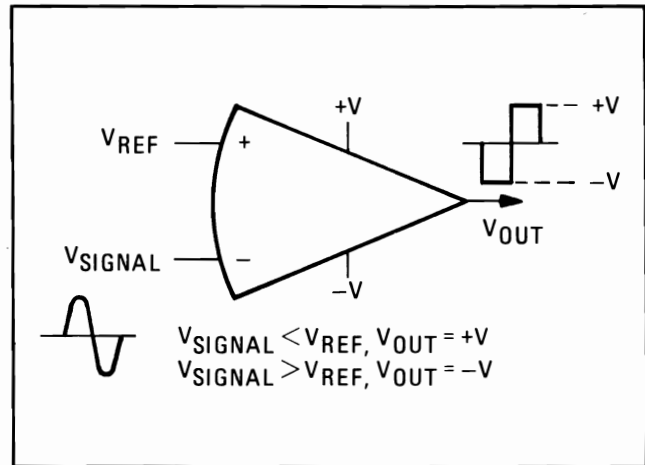 +V
+V
V_REF
+
−V
V_SIGNAL
−
V_OUT
−V
V_SIGNAL < V_REF, V_OUT = +V
V_SIGNAL > V_REF, V_OUT = −V